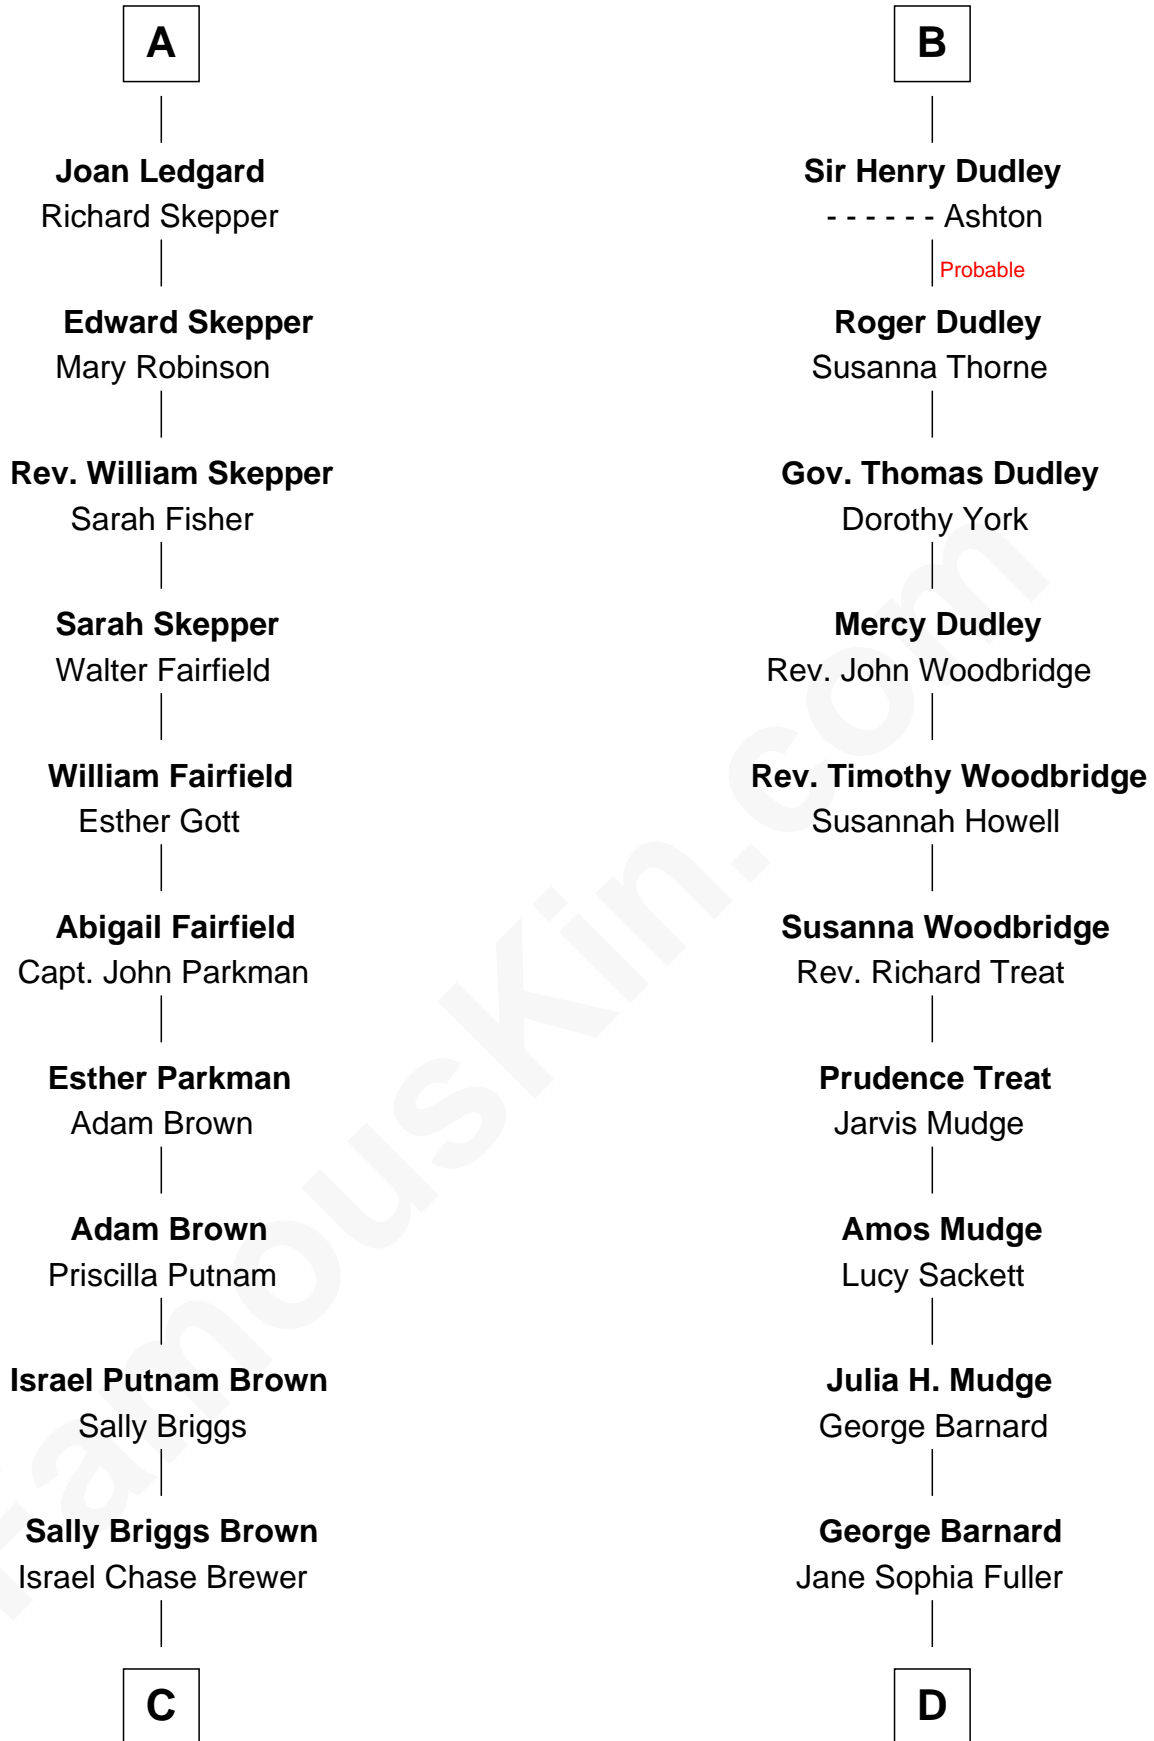 A
Joan Ledgard
Richard Skepper
Edward Skepper
Mary Robinson
Rev. William Skepper
Sarah Fisher
Sarah Skepper
Walter Fairfield
William Fairfield
Esther Gott
Abigail Fairfield
Capt. John Parkman
Esther Parkman
Adam Brown
Adam Brown
Priscilla Putnam
Israel Putnam Brown
Sally Briggs
Sally Briggs Brown
Israel Chase Brewer
C
B
Sir Henry Dudley
- - - - - - Ashton
Probable
Roger Dudley
Susanna Thorne
Gov. Thomas Dudley
Dorothy York
Mercy Dudley
Rev. John Woodbridge
Rev. Timothy Woodbridge
Susannah Howell
Susanna Woodbridge
Rev. Richard Treat
Prudence Treat
Jarvis Mudge
Amos Mudge
Lucy Sackett
Julia H. Mudge
George Barnard
George Barnard
Jane Sophia Fuller
D
FamousKin.com